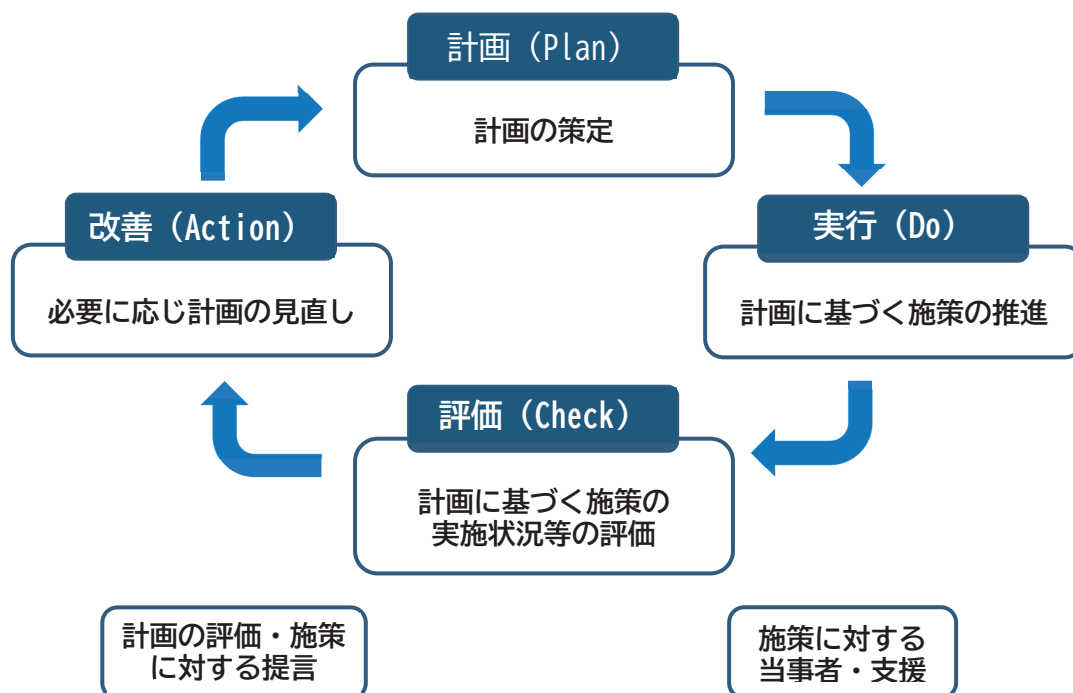 計画（Plan）
計画の策定
改善（Action）
必要に応じ計画の見直し
実行（Do）
計画に基づく施策の推進
評価（Check）
計画に基づく施策の
実施状況等の評価
計画の評価・施策
に対する提言
施策に対する
当事者・支援